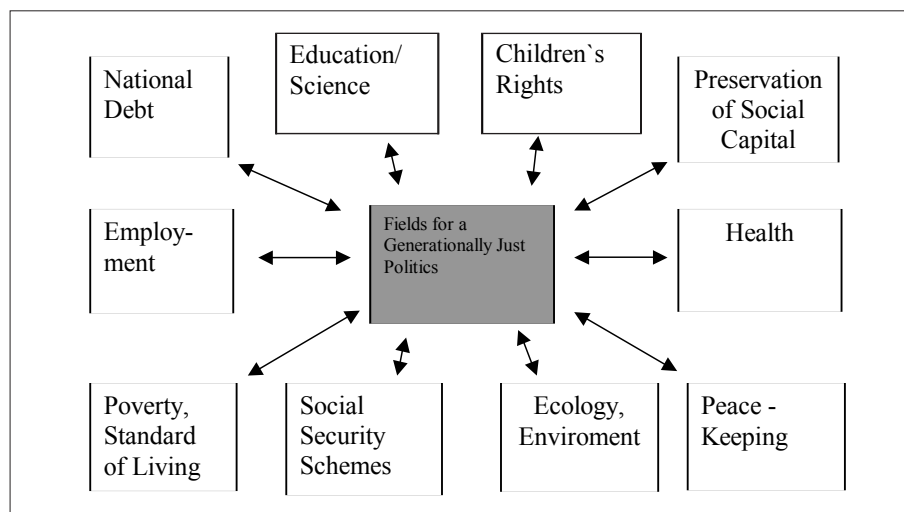 National
Debt
Education/
Science
Children`s
Rights
Preservation
of Social
Capital
Employ-
ment
Fields for a
Generationally Just
Politics
Health
Poverty,
Standard
of Living
Social
Security
Schemes
Ecology,
Enviroment
Peace -
Keeping